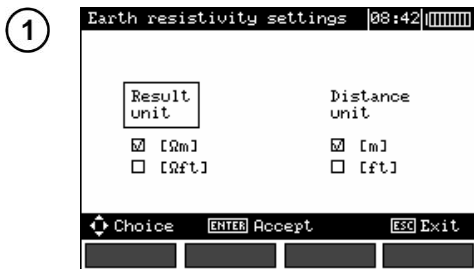 1
Earth resistivity settings 08:42
Result unit
Distance unit
☑ [Ωm]
☐ [Ωft]
☑ [m]
☐ [ft]
Choice ENTER Accept ESC Exit